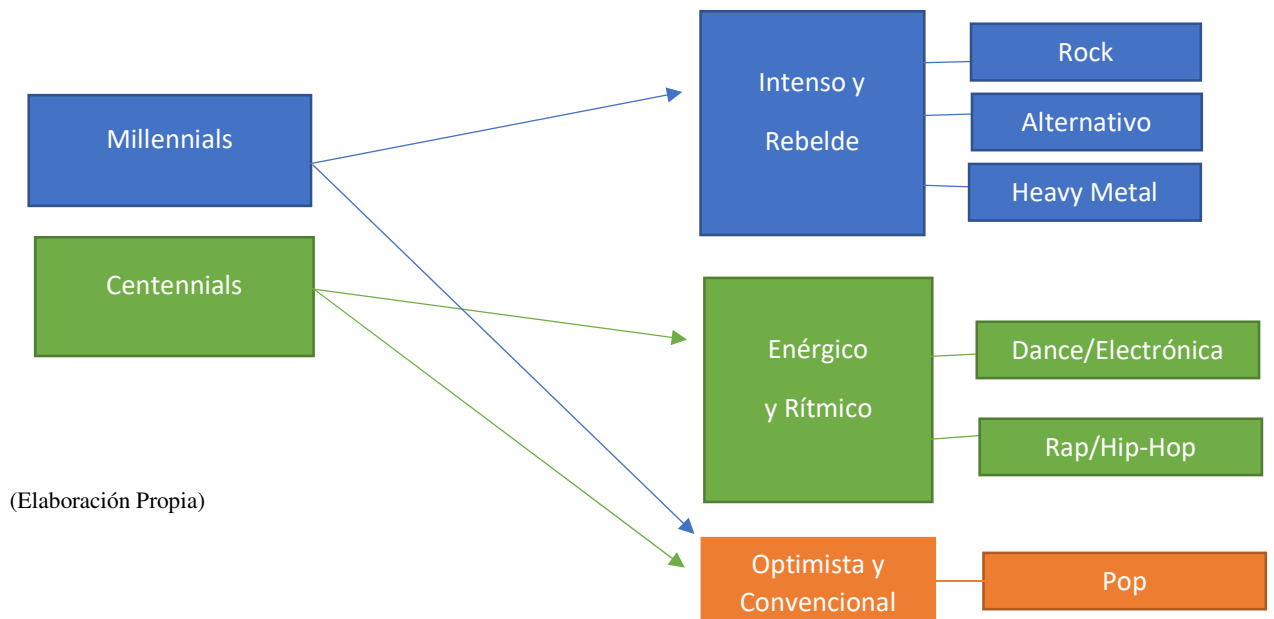 Millennials
Centennials
(Elaboración Propia)
Intenso y
Rebelde
Rock
Alternativo
Heavy Metal
Enérgico
y Rítmico
Dance/Electrónica
Rap/Hip-Hop
Optimista y
Convencional
Pop